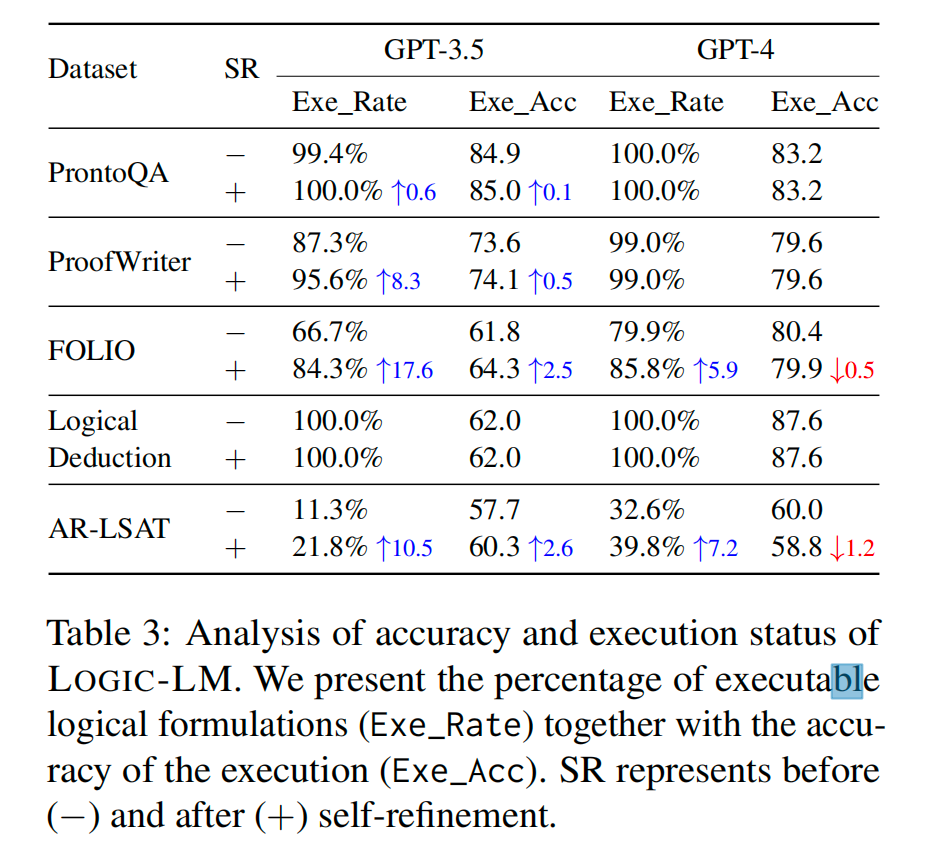 Dataset SR GPT-3.5 GPT-4
Exe_Rate Exe_Acc Exe_Rate Exe_Acc
ProntoQA − 99.4% 84.9 100.0% 83.2
+ 100.0% ↑0.6 85.0 ↑0.1 100.0% 83.2
ProofWriter − 87.3% 73.6 99.0% 79.6
+ 95.6% ↑8.3 74.1 ↑0.5 99.0% 79.6
FOLIO − 66.7% 61.8 79.9% 80.4
+ 84.3% ↑17.6 64.3 ↑2.5 85.8% ↑5.9 79.9 ↓0.5
Logical − 100.0% 62.0 100.0% 87.6
Deduction + 100.0% 62.0 100.0% 87.6
AR-LSAT − 11.3% 57.7 32.6% 60.0
+ 21.8% ↑10.5 60.3 ↑2.6 39.8% ↑7.2 58.8 ↓1.2
Table 3: Analysis of accuracy and execution status of
LOGIC-LM. We present the percentage of executable
logical formulations (Exe_Rate) together with the accu-
racy of the execution (Exe_Acc). SR represents before
(−) and after (+) self-refinement.